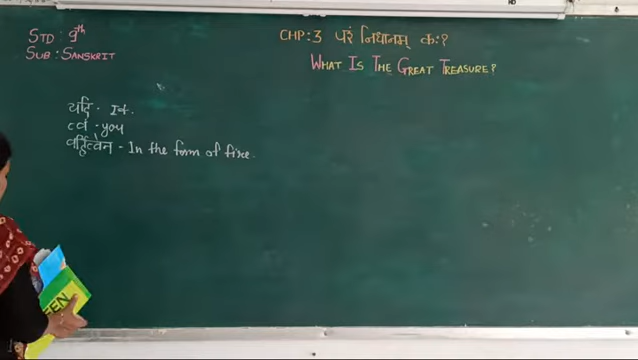 STD : 9th
SUB : SANSKRIT
CHP : 3 परं निधानम् कः?
WHAT IS THE GREAT TREASURE?
यदि - If.
त्वं - you
वह्नित्वेन - In the form of fire.